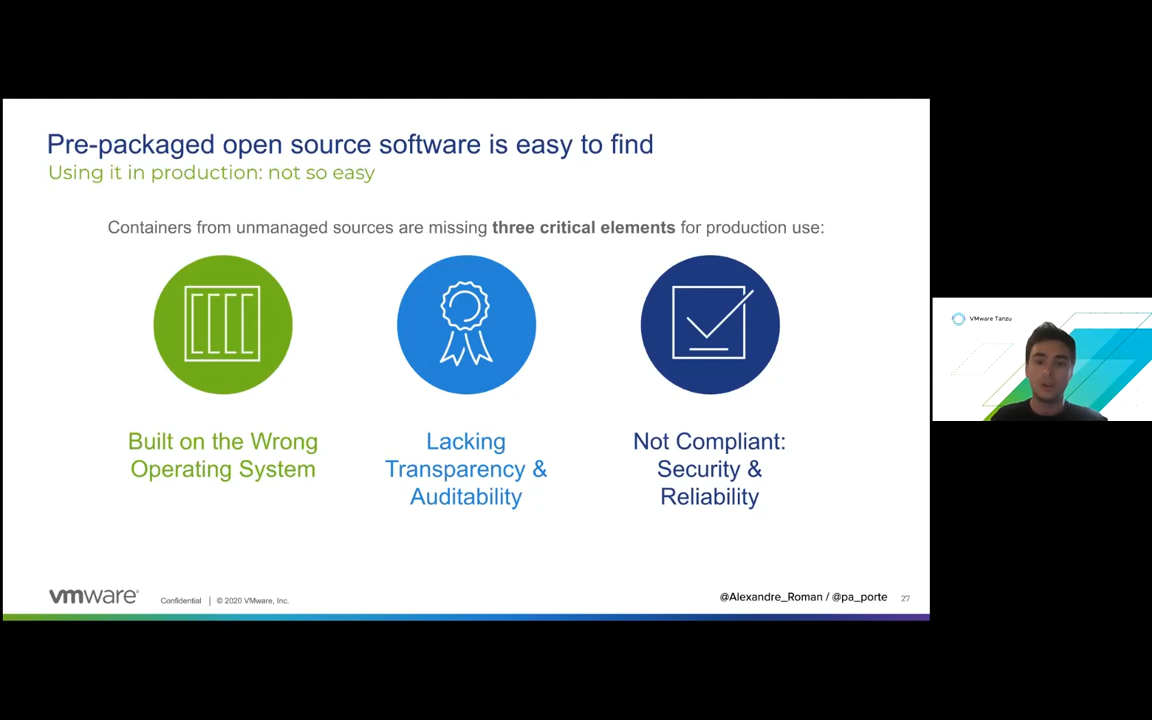 Pre-packaged open source software is easy to find
Using it in production: not so easy
Containers from unmanaged sources are missing three critical elements for production use:
Built on the Wrong
Operating System
Lacking
Transparency &
Auditability
Not Compliant:
Security &
Reliability
vmware®
Confidential | © 2020 VMware, Inc.
@Alexandre_Roman / @pa_porte
27
VMware Tanzu